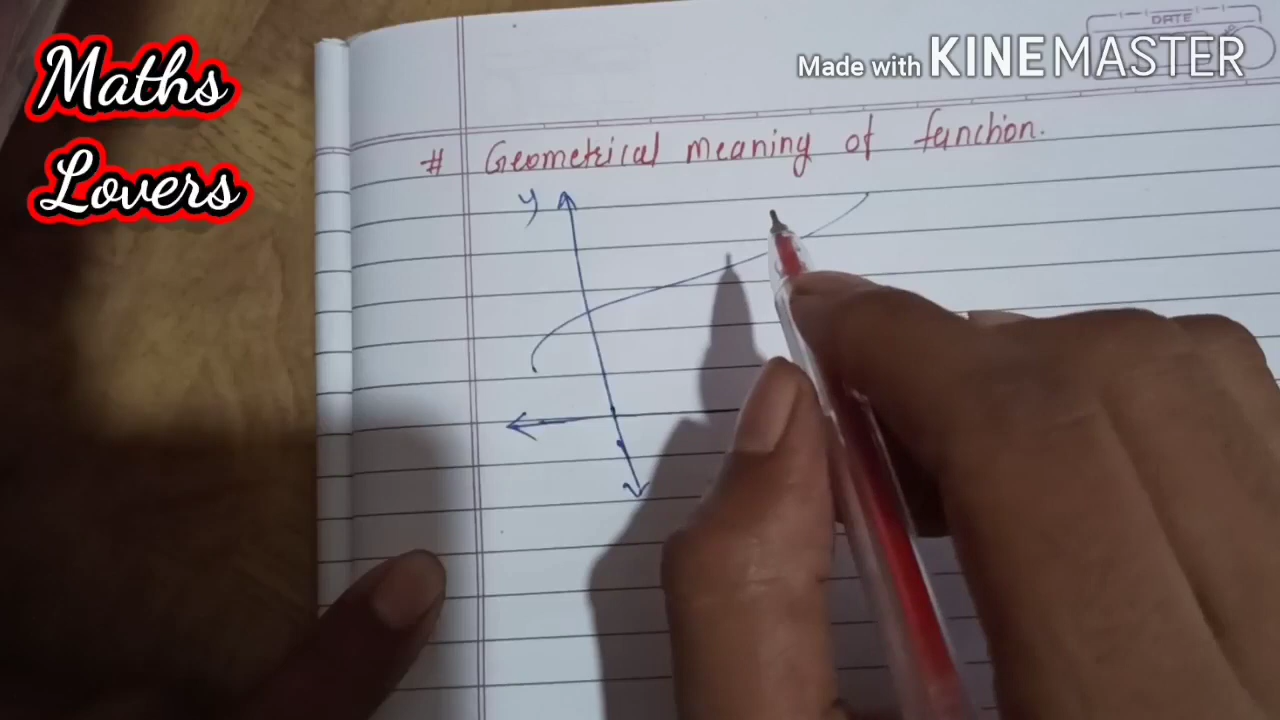 Maths
Lovers
Made with KINEMASTER
DATE
# Geometrical meaning of function.
y